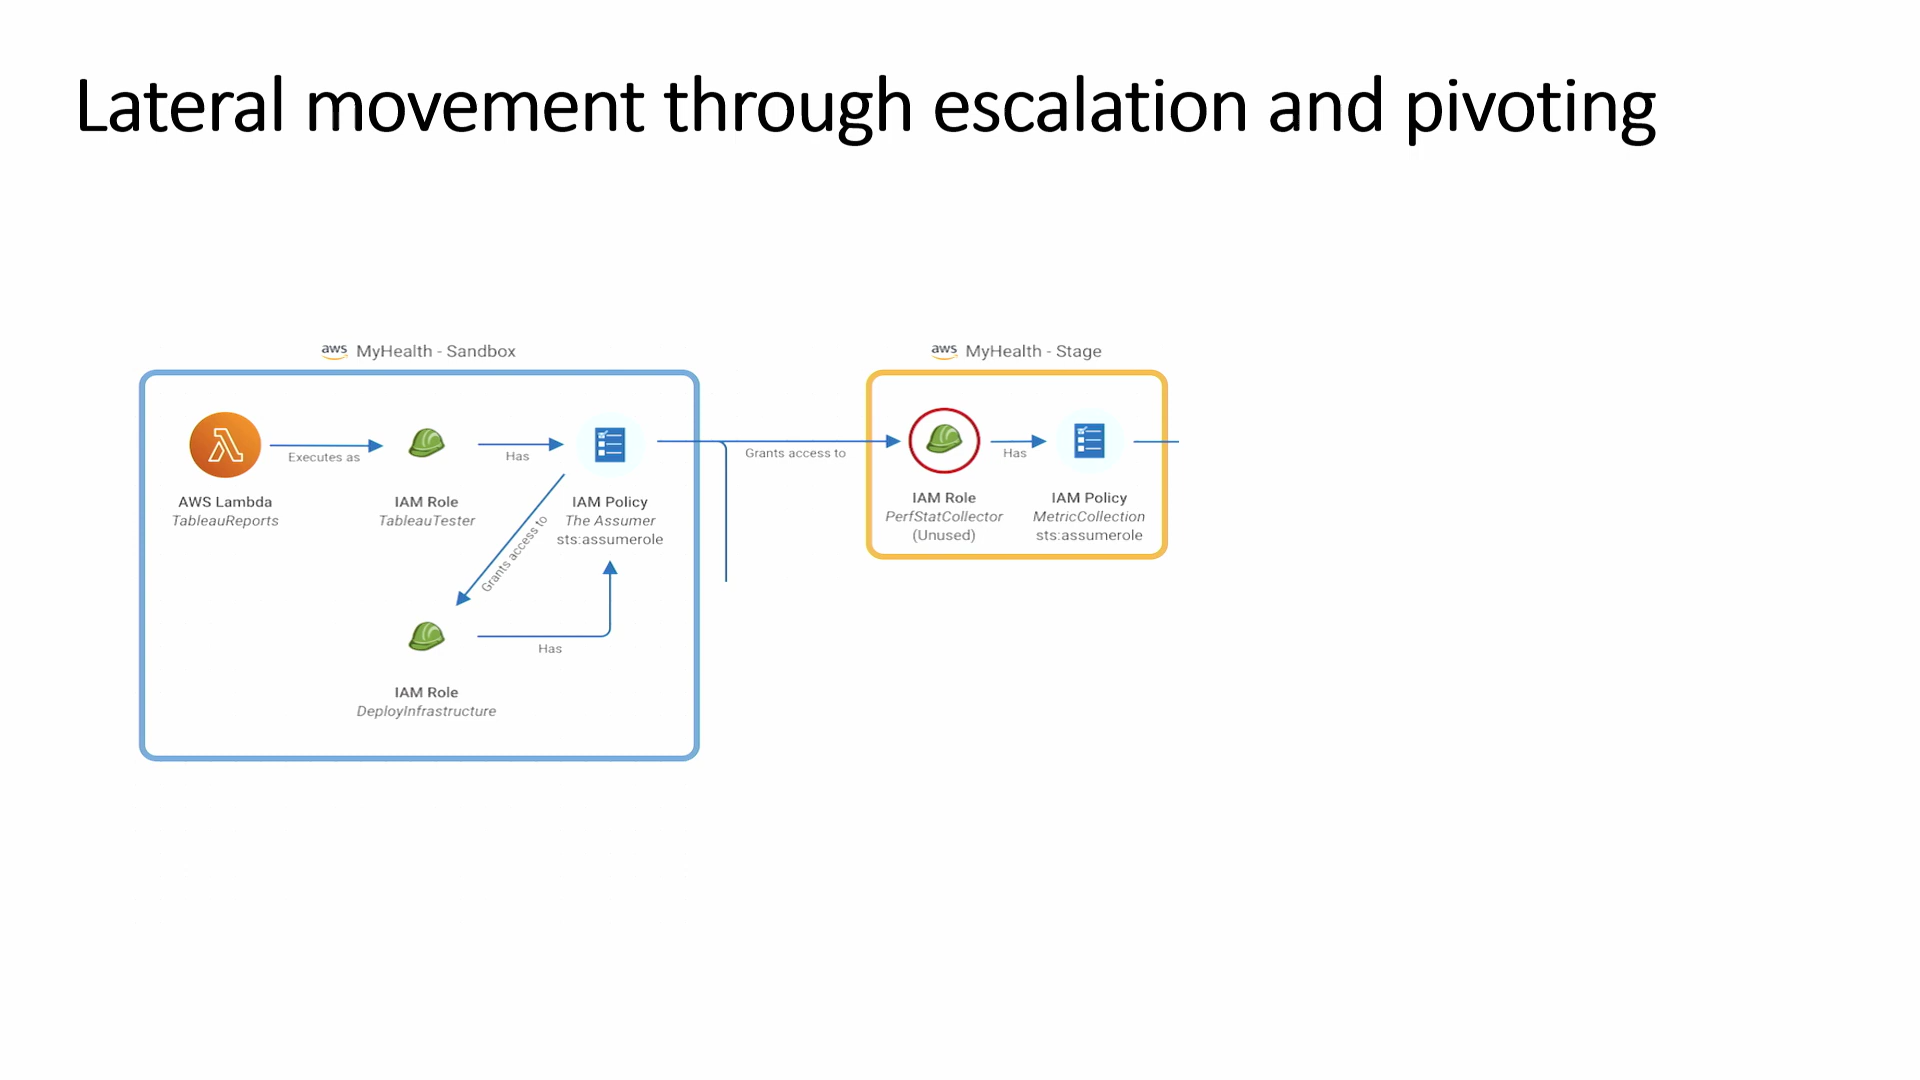 Lateral movement through escalation and pivoting
aws MyHealth - Sandbox
aws MyHealth - Stage
Executes as
Has
Grants access to
Has
AWS Lambda
TableauReports
IAM Role
TableauTester
IAM Policy
The Assumer
sts:assumerole
IAM Role
PerfStatCollector
(Unused)
IAM Policy
MetricCollection
sts:assumerole
Grants access to
Has
IAM Role
DeployInfrastructure